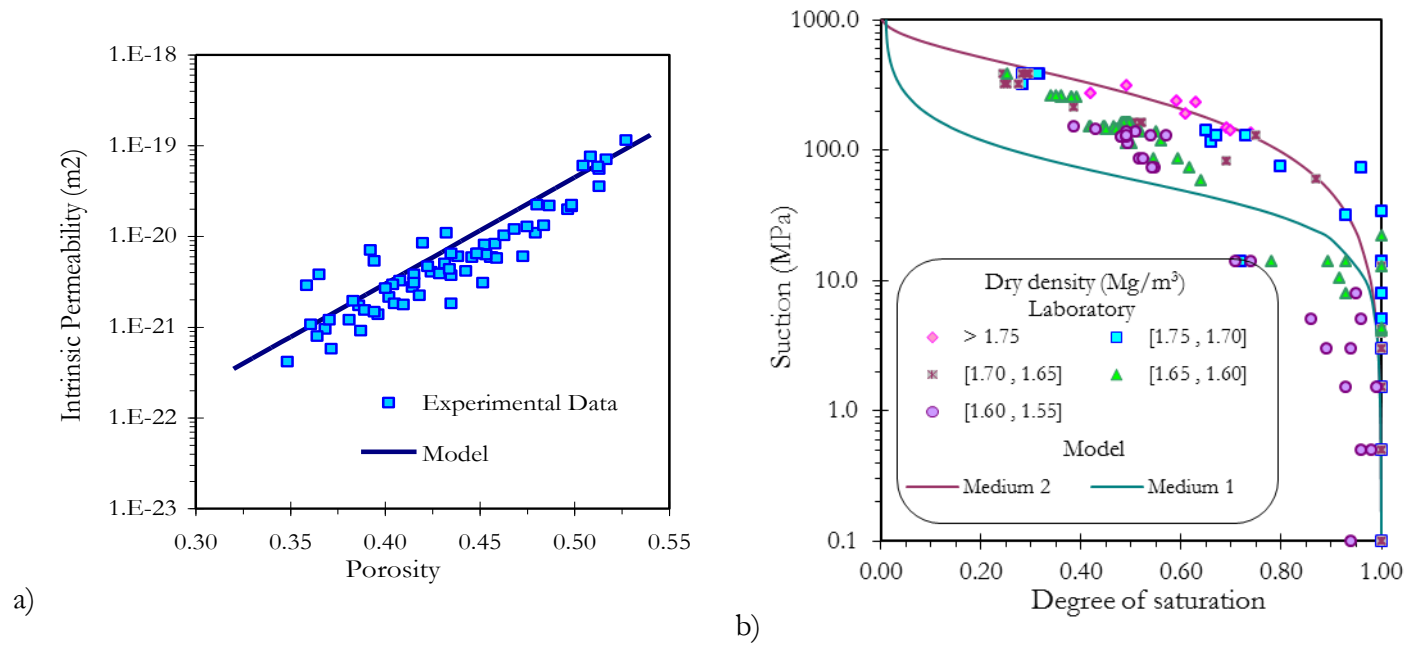 1.E-18
1.E-19
1.E-20
1.E-21
1.E-22
1.E-23
Intrinsic Permeability (m2)
Experimental Data
Model
0.30 0.35 0.40 0.45 0.50 0.55
Porosity
a)
1000.0
100.0
10.0
1.0
0.1
Suction (MPa)
Dry density (Mg/m³)
Laboratory
> 1.75 [1.75 , 1.70]
[1.70 , 1.65] [1.65 , 1.60]
[1.60 , 1.55]
Model
Medium 2 Medium 1
0.00 0.20 0.40 0.60 0.80 1.00
Degree of saturation
b)